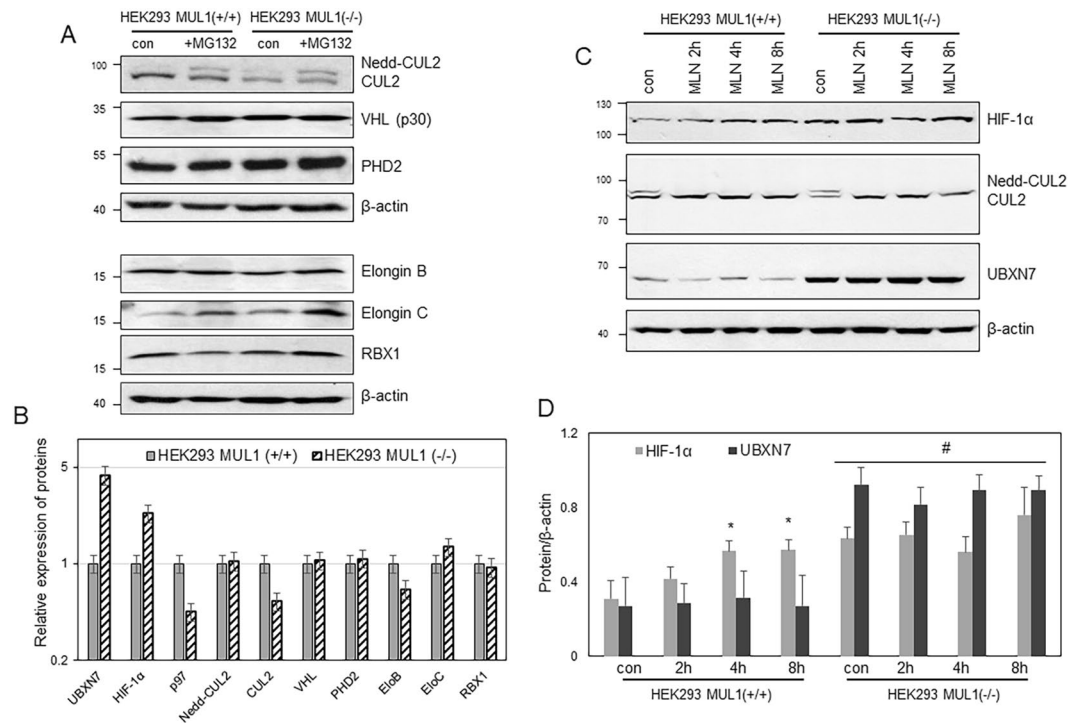 A
HEK293 MUL1(+/+) HEK293 MUL1(-/-)
con +MG132 con +MG132
100
Nedd-CUL2
CUL2
35
VHL (p30)
55
PHD2
40
β-actin
15
Elongin B
15
Elongin C
15
RBX1
40
β-actin
B
Relative expression of proteins
HEK293 MUL1 (+/+) HEK293 MUL1 (-/-)
5
1
0.2
UBXN7 HIF-1α p97 Nedd-CUL2 CUL2 VHL PHD2 EloB EloC RBX1
C
HEK293 MUL1(+/+) HEK293 MUL1(-/-)
con MLN 2h MLN 4h MLN 8h con MLN 2h MLN 4h MLN 8h
130
100
HIF-1α
100
70
Nedd-CUL2
CUL2
70
UBXN7
40
β-actin
D
Protein/β-actin
1.2
0.8
0.4
0
HIF-1α UBXN7
#
* *
con 2h 4h 8h con 2h 4h 8h
HEK293 MUL1(+/+) HEK293 MUL1(-/-)